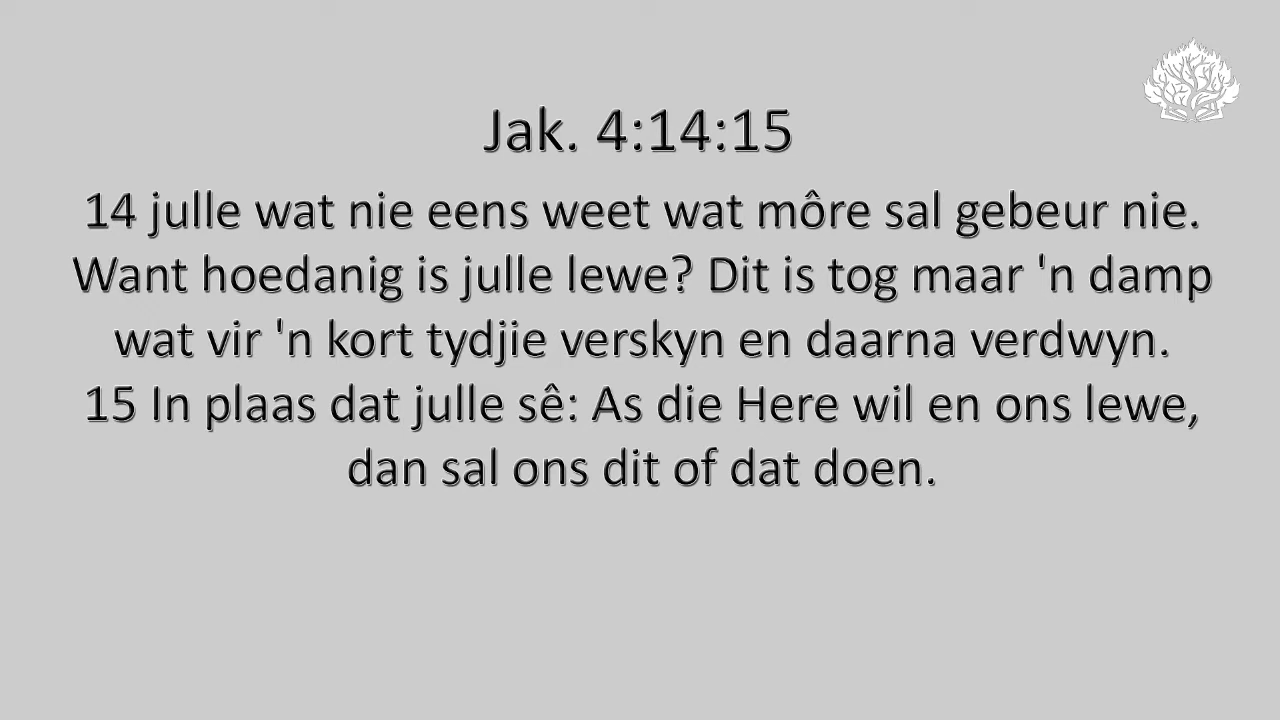 Jak. 4:14:15
14 julle wat nie eens weet wat môre sal gebeur nie.
Want hoedanig is julle lewe? Dit is tog maar 'n damp
wat vir 'n kort tydjie verskyn en daarna verdwyn.
15 In plaas dat julle sê: As die Here wil en ons lewe,
dan sal ons dit of dat doen.